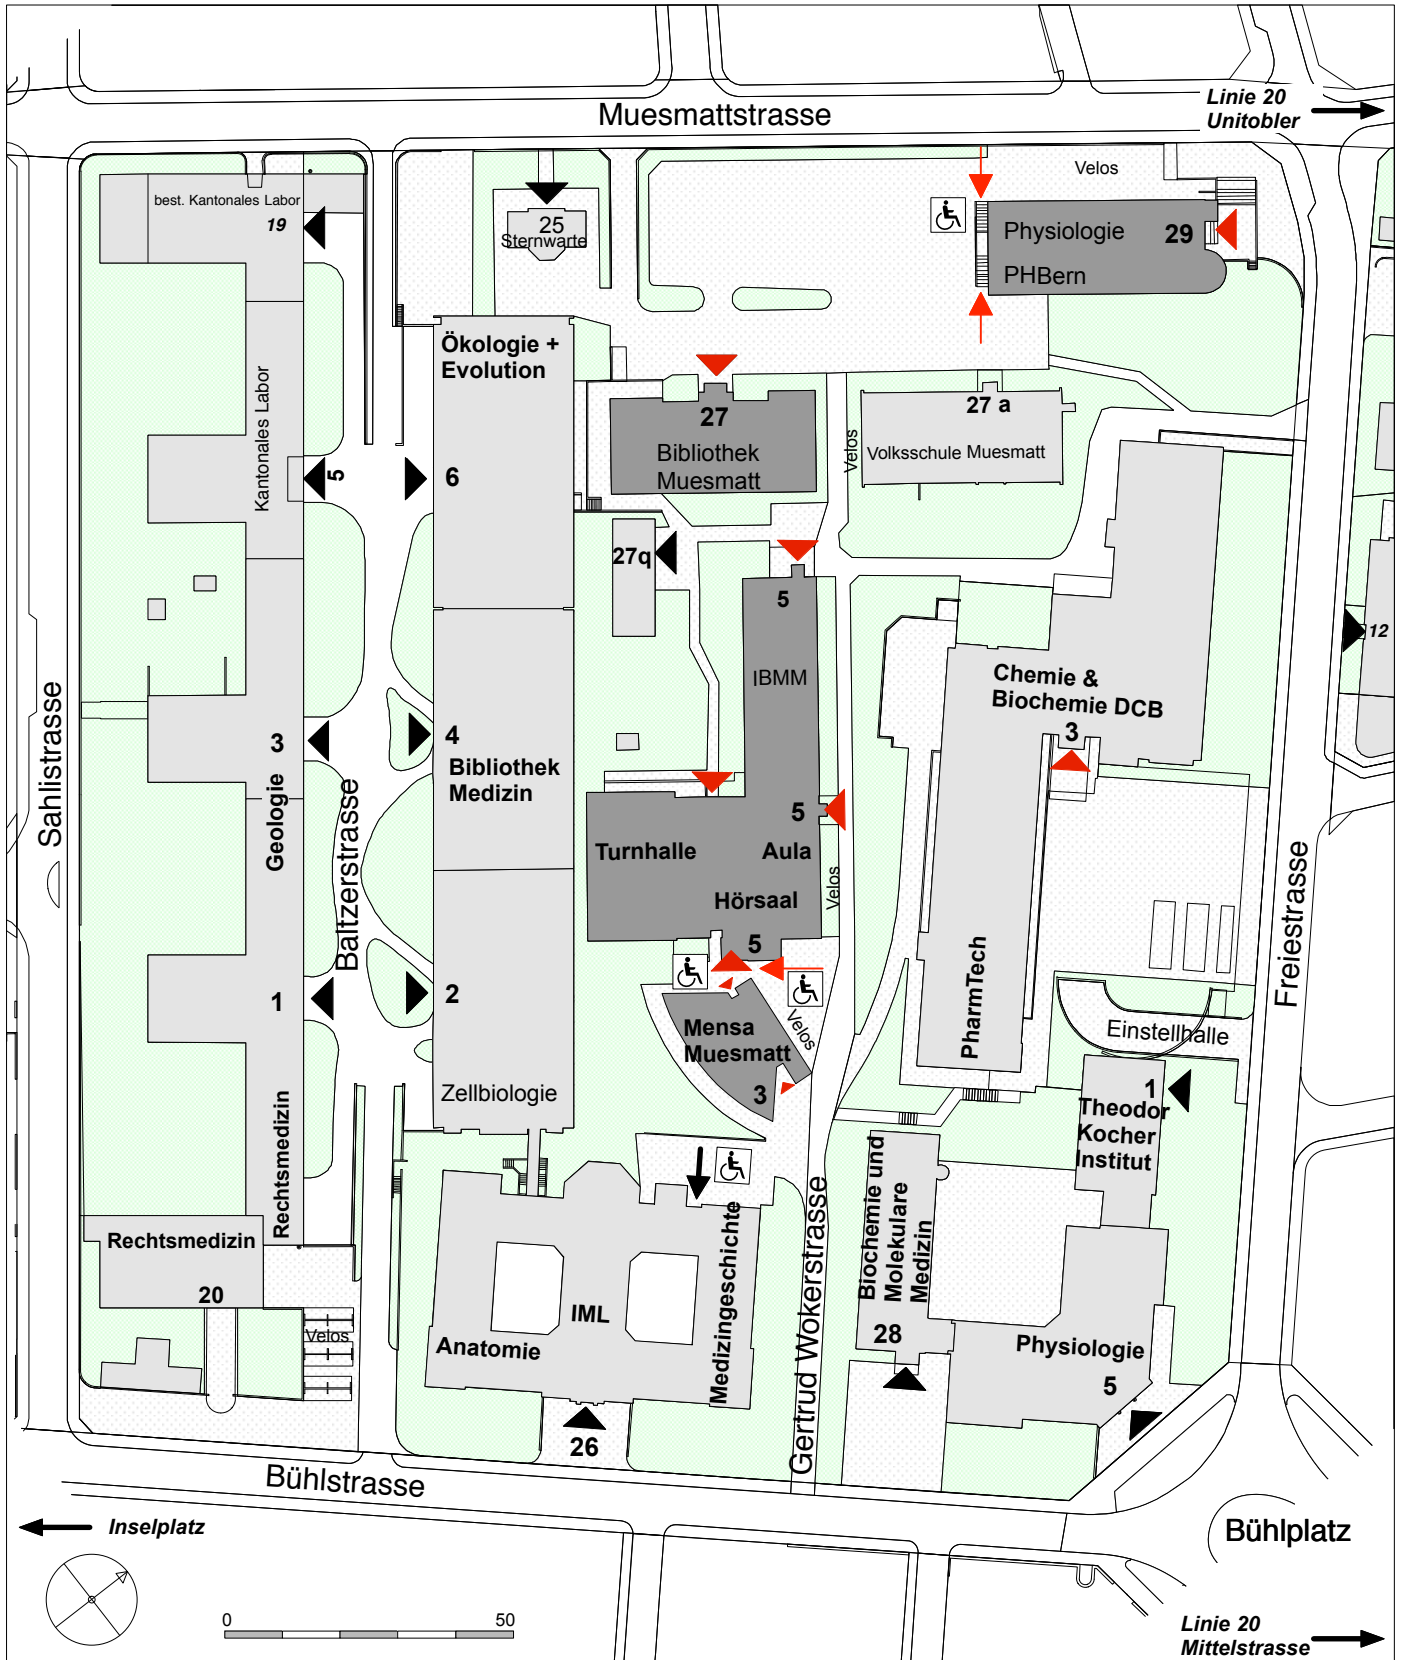 Muesmattstrasse
Linie 20
Unitobler
Velos
best. Kantonales Labor
19
25
Sternwarte
Physiologie 29
PHBern
Ökologie +
Evolution
Kantonales Labor
5
6
27
Bibliothek
Muesmatt
27 a
Volksschule Muesmatt
Velos
27q
5
IBMM
12
Chemie &
Biochemie DCB
3
Sahlistrasse
3
Geologie
Baltzerstrasse
4
Bibliothek
Medizin
5
Turnhalle
Aula
Hörsaal
5
Velos
Freiestrasse
1
2
Mensa
Muesmatt
3
Velos
PharmTech
Einstellhalle
Zellbiologie
1
Theodor
Kocher
Institut
Rechtsmedizin
Rechtsmedizin
20
Velos
Biochemie und
Molekulare
Medizin
28
Gertrud Wokerstrasse
Medizingeschichte
IML
Anatomie
26
Physiologie
5
Bühlstrasse
Inselplatz
Bühlplatz
0 50
Linie 20
Mittelstrasse